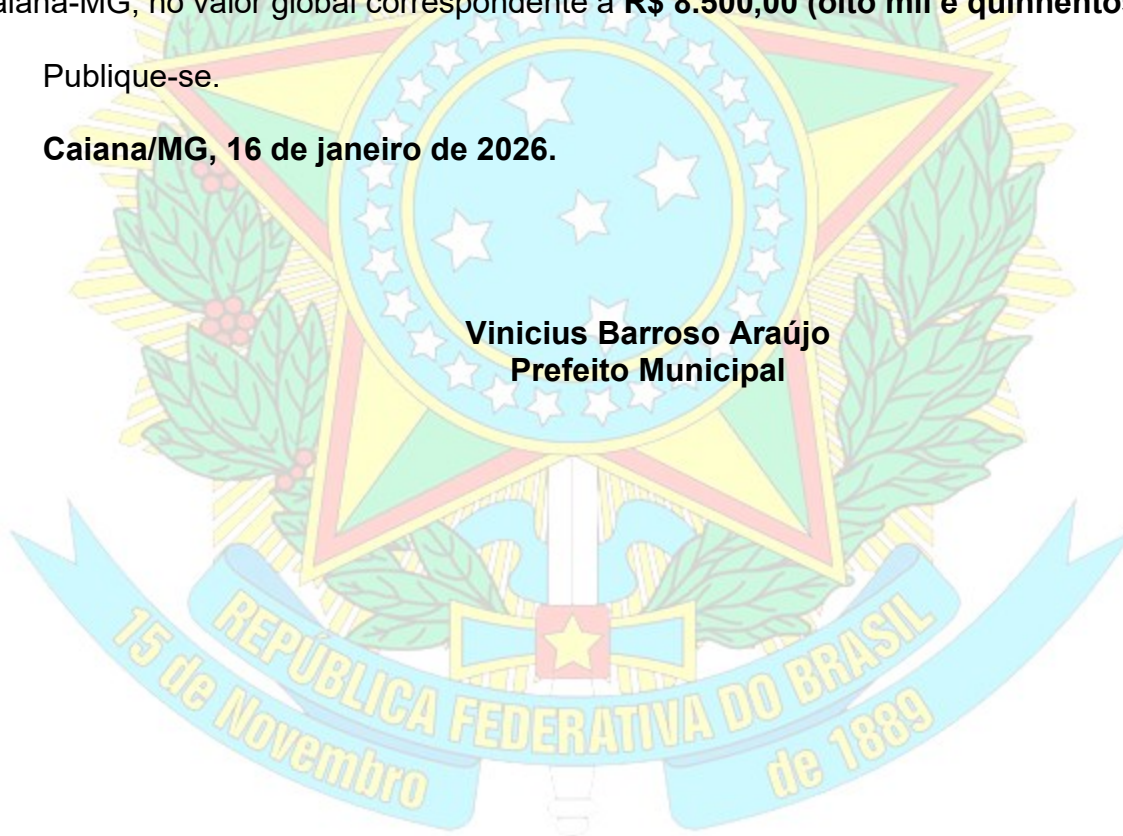 aiana-MG, no valor global correspondente a R$ 8.500,00 (oito mil e quinhentos
Publique-se.
Caiana/MG, 16 de janeiro de 2026.
Vinicius Barroso Araújo
Prefeito Municipal
REPÚBLICA FEDERATIVA DO BRASIL
15 de Novembro de 1889